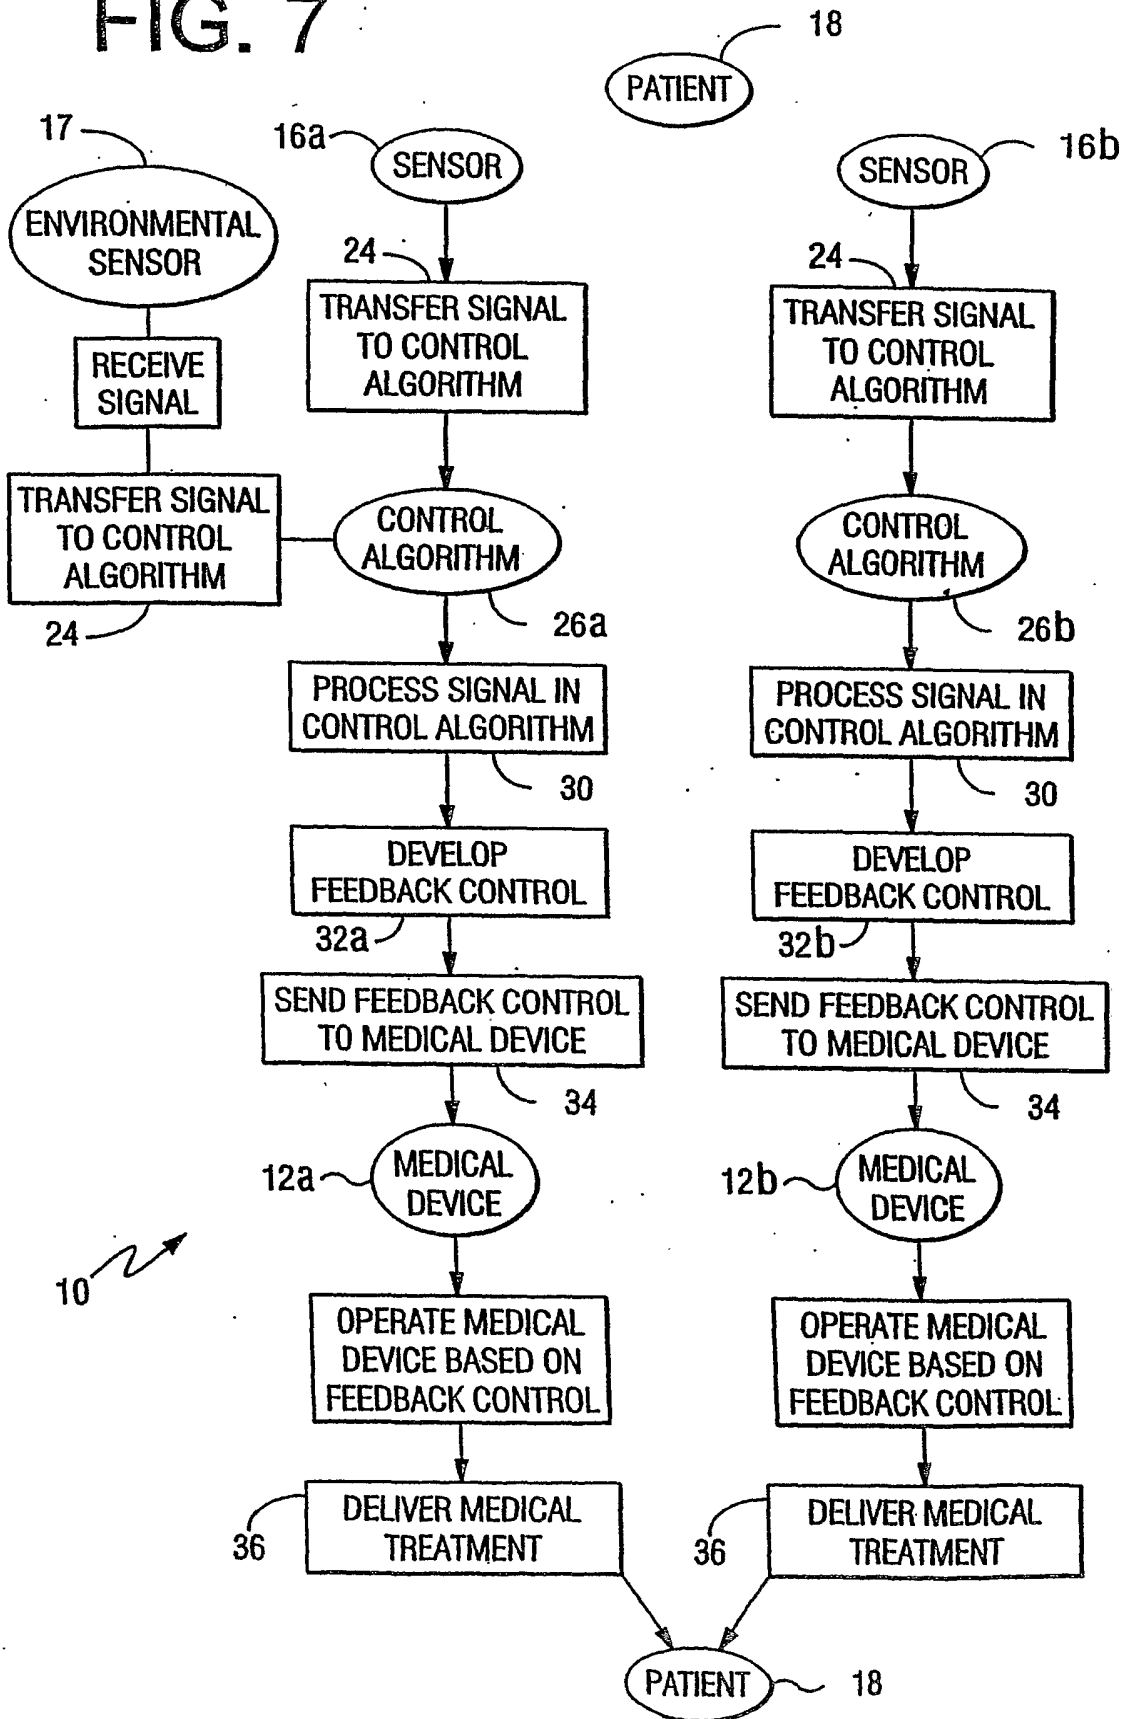 FIG. 7
18
PATIENT
17
ENVIRONMENTAL
SENSOR
RECEIVE
SIGNAL
TRANSFER SIGNAL
TO CONTROL
ALGORITHM
24
16a
SENSOR
24
TRANSFER SIGNAL
TO CONTROL
ALGORITHM
CONTROL
ALGORITHM
26a
PROCESS SIGNAL IN
CONTROL ALGORITHM
30
DEVELOP
FEEDBACK CONTROL
32a
SEND FEEDBACK CONTROL
TO MEDICAL DEVICE
34
12a
MEDICAL
DEVICE
10
OPERATE MEDICAL
DEVICE BASED ON
FEEDBACK CONTROL
DELIVER MEDICAL
TREATMENT
36
16b
SENSOR
24
TRANSFER SIGNAL
TO CONTROL
ALGORITHM
CONTROL
ALGORITHM
26b
PROCESS SIGNAL IN
CONTROL ALGORITHM
30
DEVELOP
FEEDBACK CONTROL
32b
SEND FEEDBACK CONTROL
TO MEDICAL DEVICE
34
12b
MEDICAL
DEVICE
OPERATE MEDICAL
DEVICE BASED ON
FEEDBACK CONTROL
DELIVER MEDICAL
TREATMENT
36
PATIENT
18